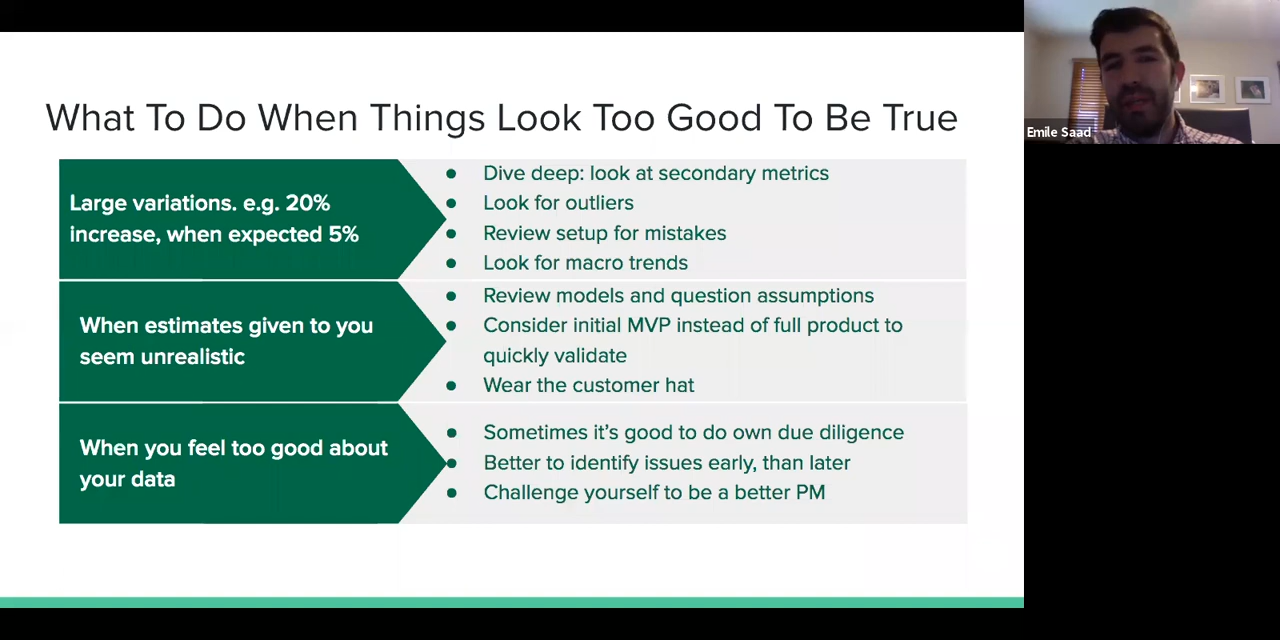 What To Do When Things Look Too Good To Be True
Large variations. e.g. 20%
increase, when expected 5%
● Dive deep: look at secondary metrics
● Look for outliers
● Review setup for mistakes
● Look for macro trends
When estimates given to you
seem unrealistic
● Review models and question assumptions
● Consider initial MVP instead of full product to
quickly validate
● Wear the customer hat
When you feel too good about
your data
● Sometimes it’s good to do own due diligence
● Better to identify issues early, than later
● Challenge yourself to be a better PM
Emile Saad